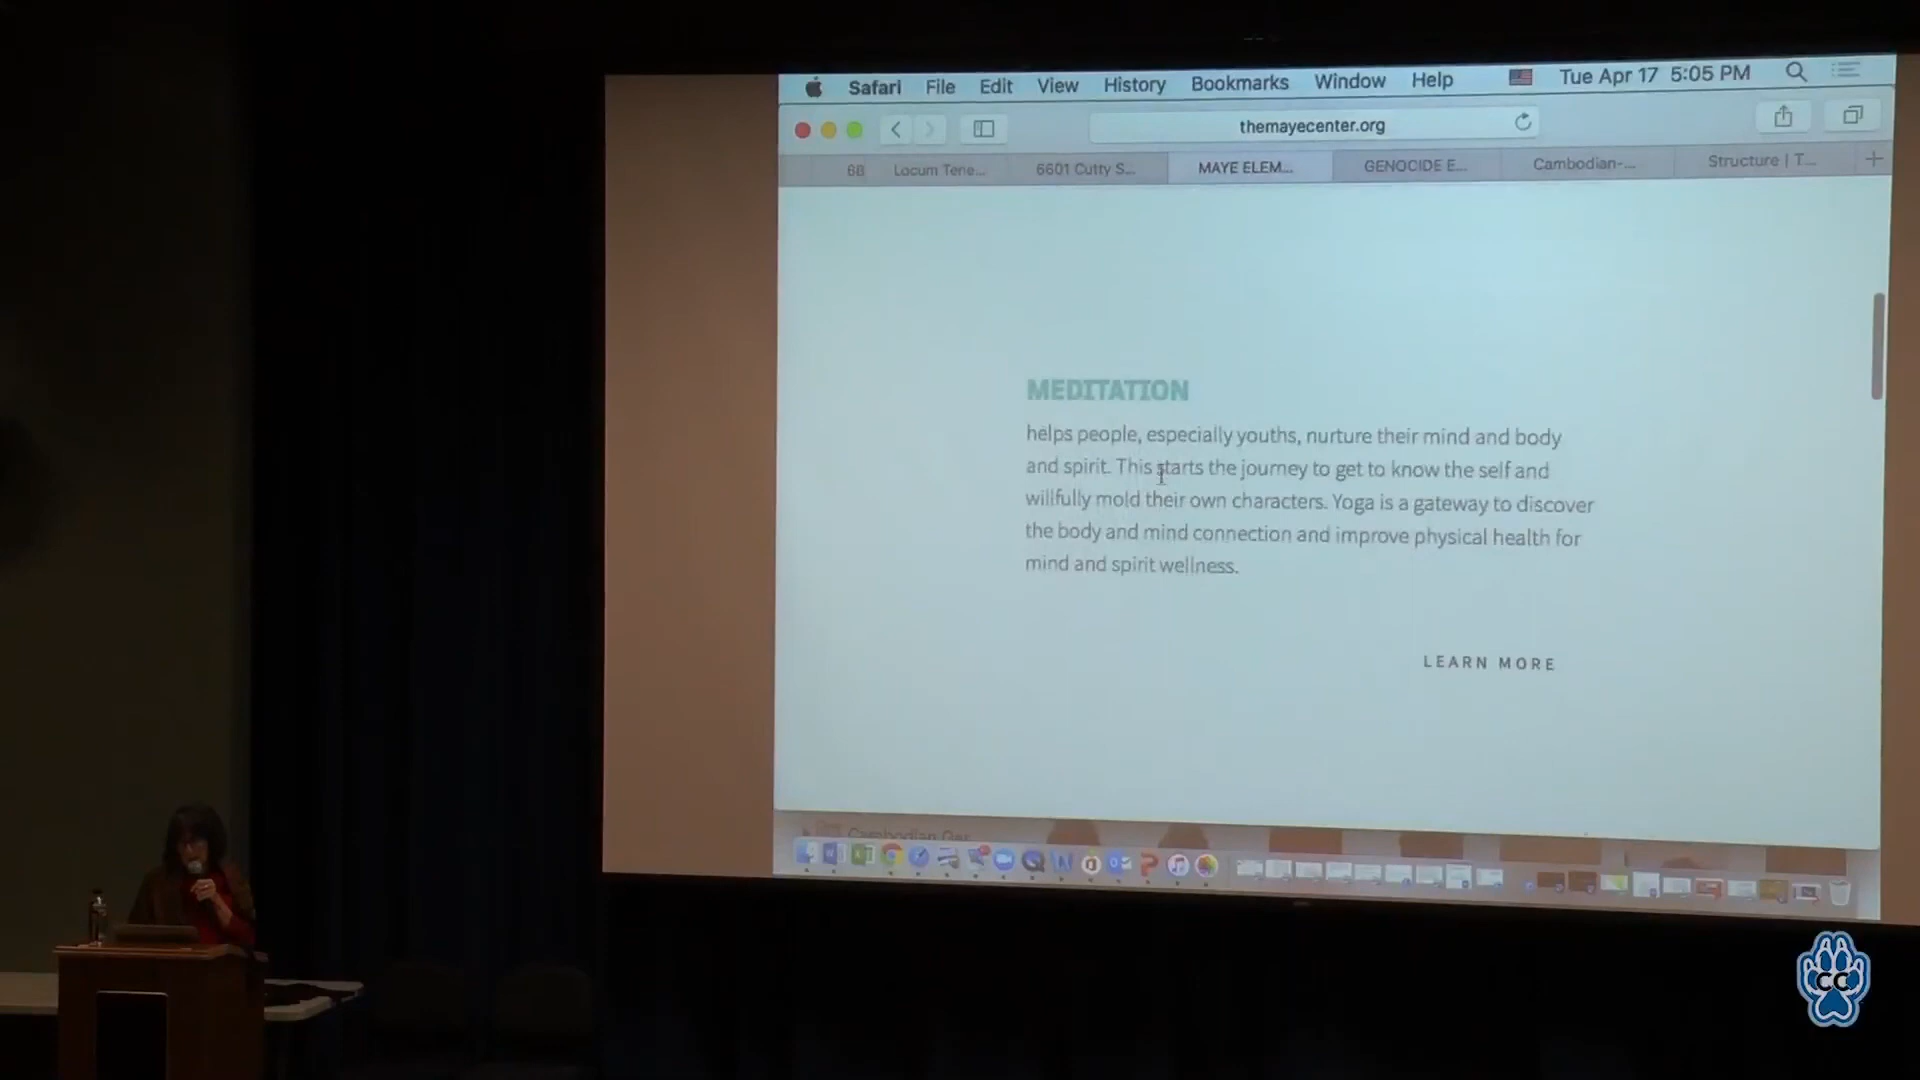 Safari File Edit View History Bookmarks Window Help Tue Apr 17 5:05 PM
themayecenter.org
68 Locum Tene... 6601 Cutty S... MAYE ELEM... GENOCIDE E... Cambodian-... Structure | T...
MEDITATION
helps people, especially youths, nurture their mind and body
and spirit. This starts the journey to get to know the self and
willfully mold their own characters. Yoga is a gateway to discover
the body and mind connection and improve physical health for
mind and spirit wellness.
LEARN MORE
Cambodian
CC